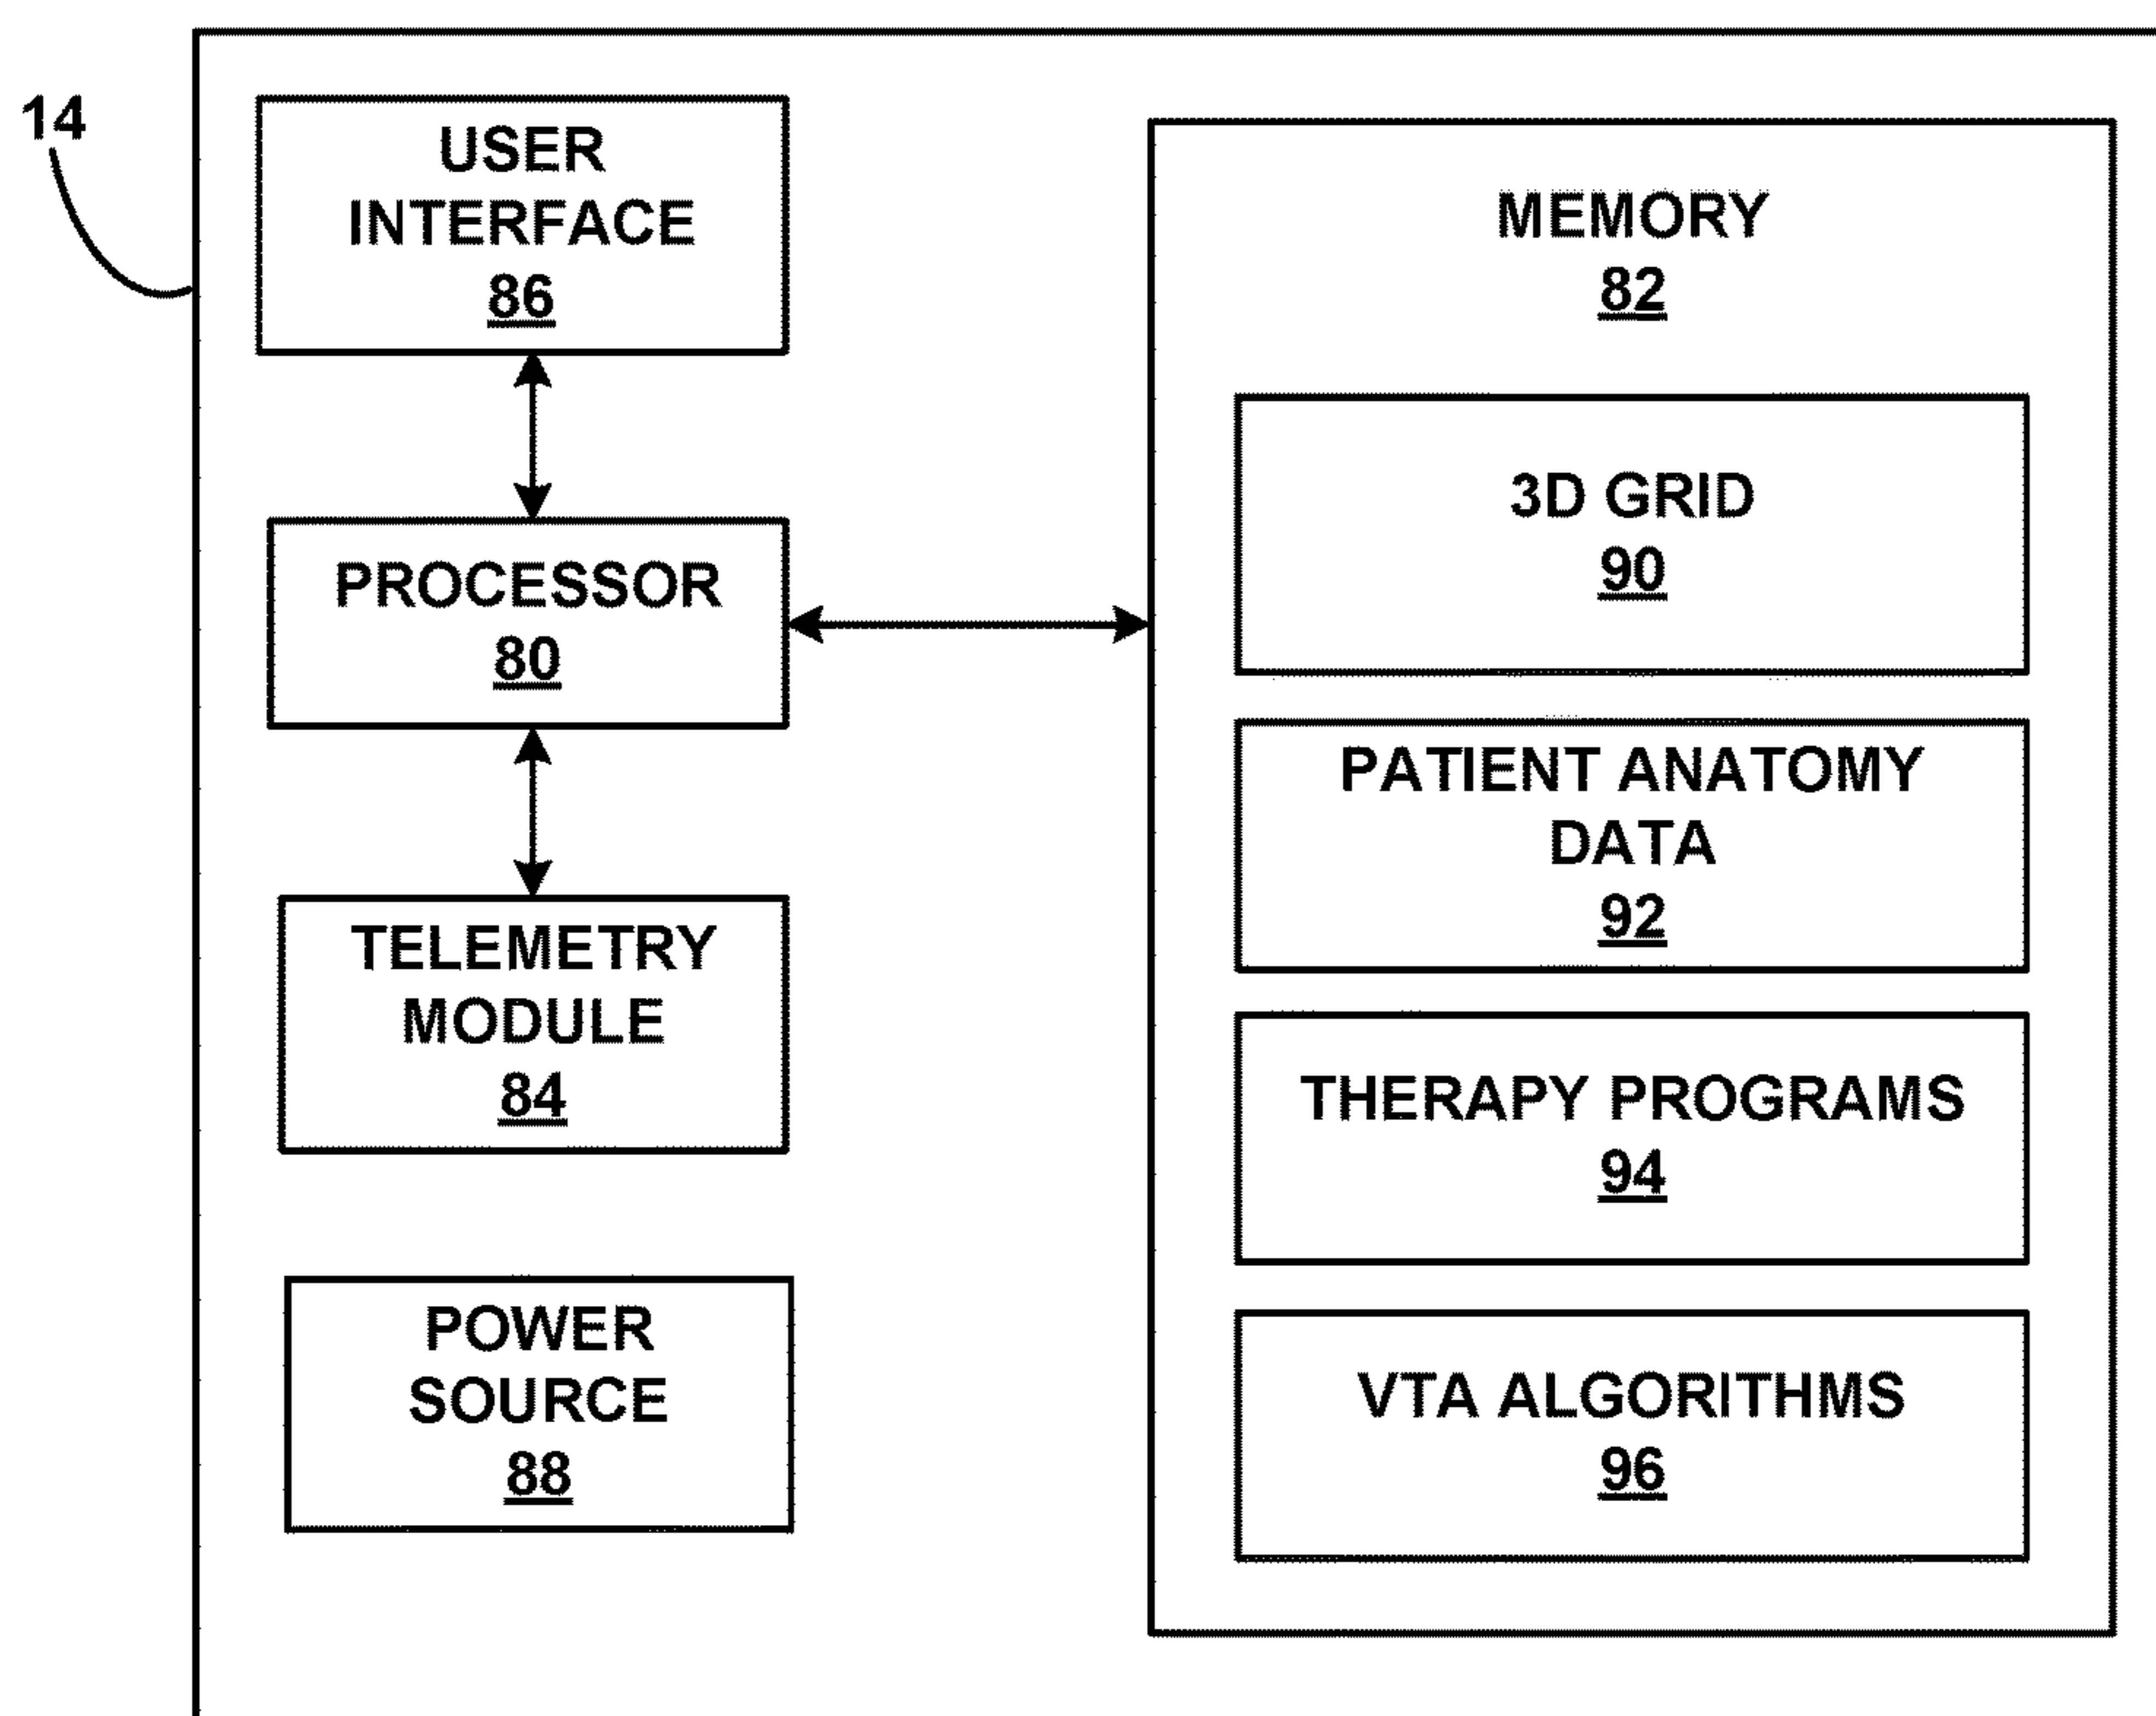 14
USER
INTERFACE
86
PROCESSOR
80
TELEMETRY
MODULE
84
POWER
SOURCE
88
MEMORY
82
3D GRID
90
PATIENT ANATOMY
DATA
92
THERAPY PROGRAMS
94
VTA ALGORITHMS
96